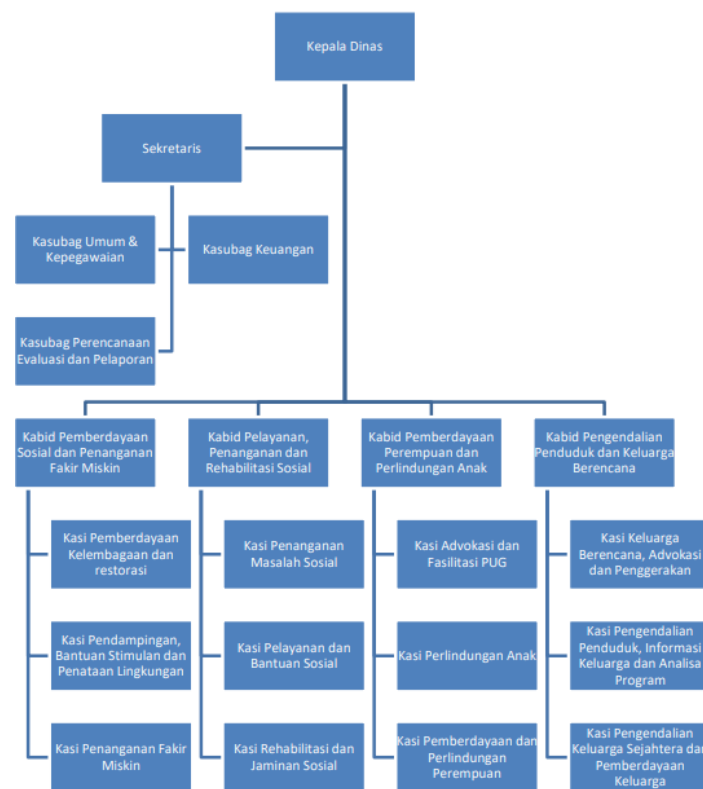 Kepala Dinas
Sekretaris
Kasubag Umum &
Kepegawaian
Kasubag Keuangan
Kasubag Perencanaan
Evaluasi dan Pelaporan
Kabid Pemberdayaan
Sosial dan Penanganan
Fakir Miskin
Kabid Pelayanan,
Penanganan dan
Rehabilitasi Sosial
Kabid Pemberdayaan
Perempuan dan
Perlindungan Anak
Kabid Pengendalian
Penduduk dan Keluarga
Berencana
Kasi Pemberdayaan
Kelembagaan dan
restorasi
Kasi Penanganan
Masalah Sosial
Kasi Advokasi dan
Fasilitasi PUG
Kasi Keluarga
Berencana, Advokasi
dan Penggerakan
Kasi Pendampingan,
Bantuan Stimulan dan
Penataan Lingkungan
Kasi Pelayanan dan
Bantuan Sosial
Kasi Perlindungan Anak
Kasi Pengendalian
Penduduk, Informasi
Keluarga dan Analisa
Program
Kasi Penanganan Fakir
Miskin
Kasi Rehabilitasi dan
Jaminan Sosial
Kasi Pemberdayaan dan
Perlindungan
Perempuan
Kasi Pengendalian
Keluarga Sejahtera dan
Pemberdayaan
Keluarga